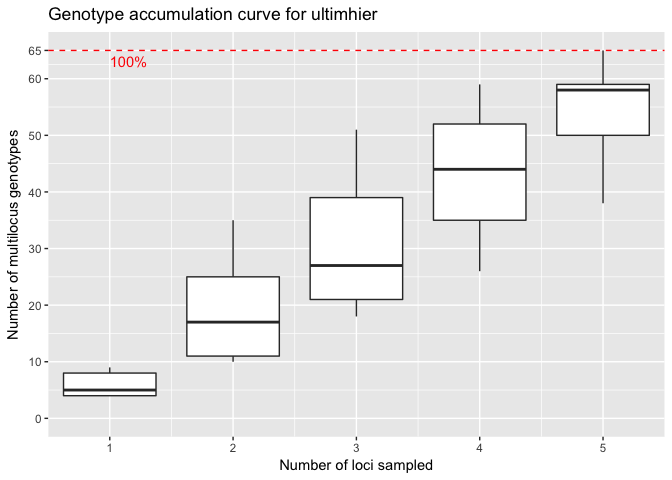 Genotype accumulation curve for ultimhier
65
100%
60
50
40
30
20
10
0
Number of multilocus genotypes
1 2 3 4 5
Number of loci sampled